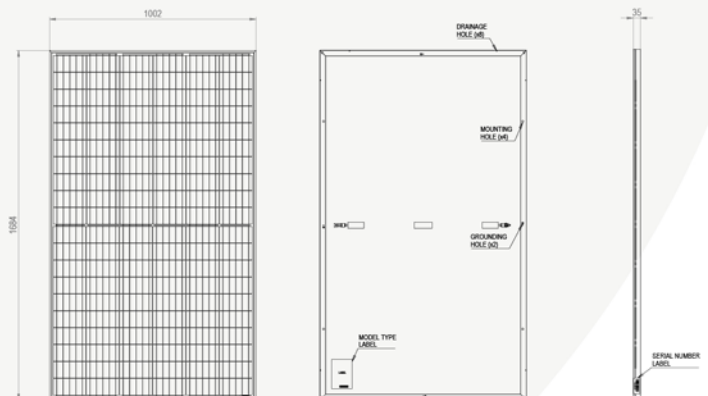 1002
1684
DRAINAGE
HOLE (x8)
MOUNTING
HOLE (x4)
GROUNDING
HOLE (x2)
MODEL TYPE
LABEL
35
SERIAL NUMBER
LABEL